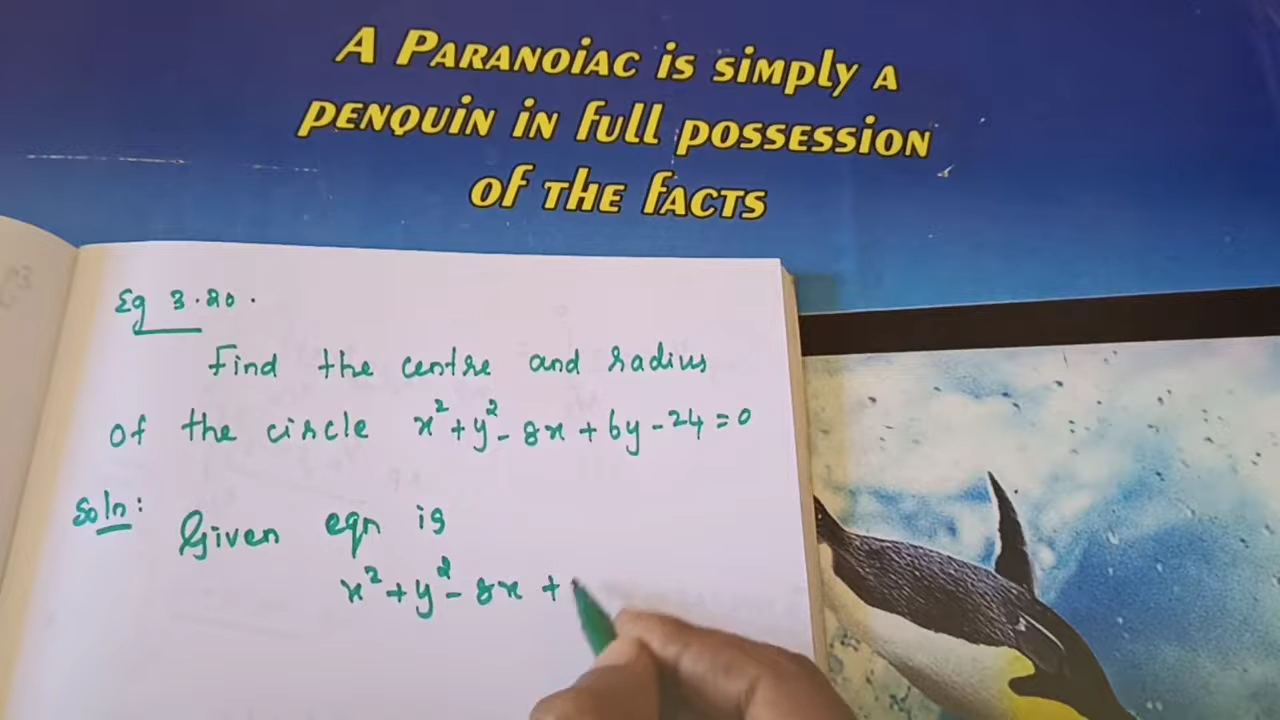 A Paranoiac is simply a
penquin in full possession
of the facts
Eg 3.20.
Find the centre and radius
of the circle x²+y²-8x+6y-24=0
Soln:
Given eqn is
x²+y²-8x+